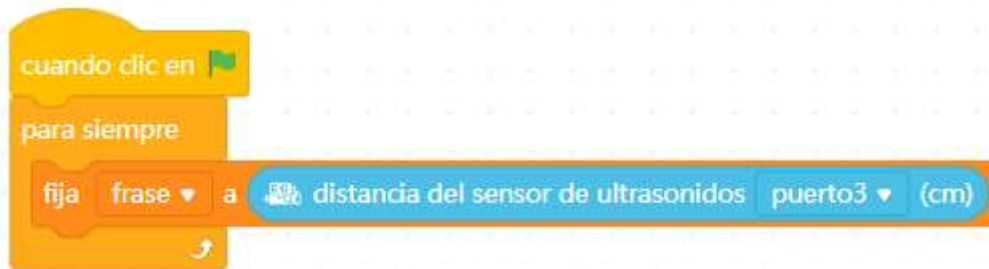 cuando clic en
para siempre
fija frase a distancia del sensor de ultrasonidos puerto3 (cm)